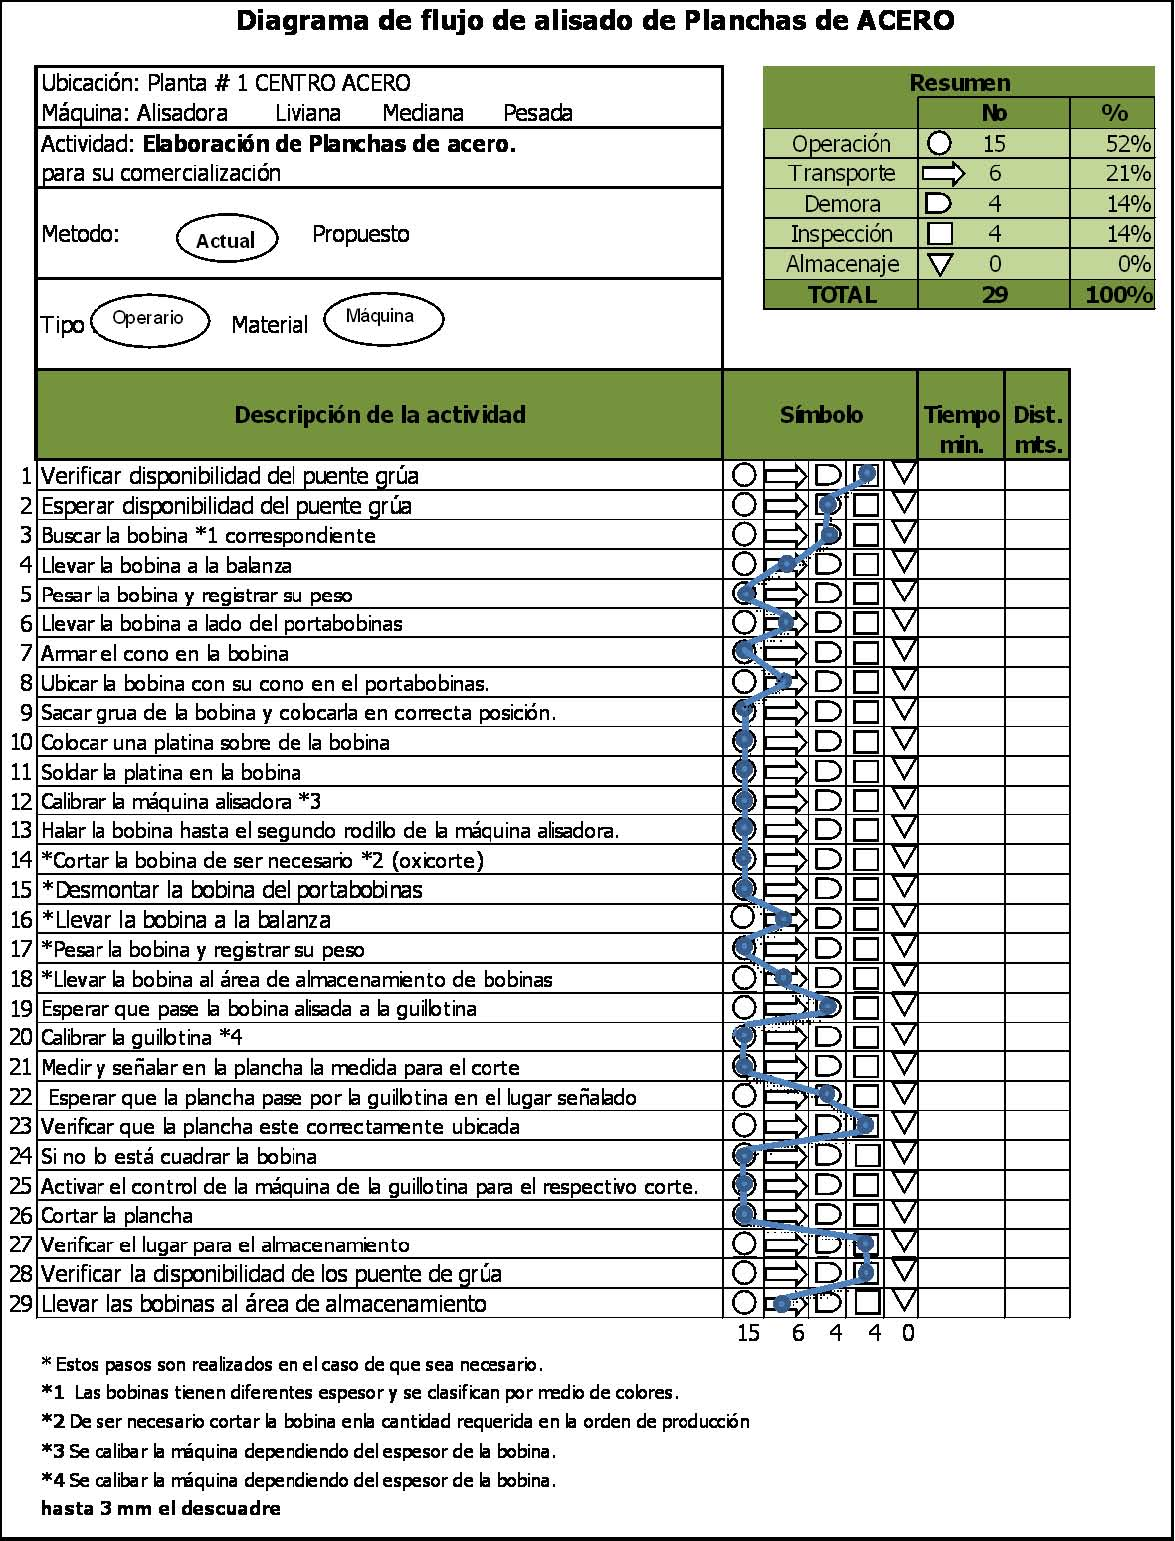 Diagrama de flujo de alisado de Planchas de ACERO
Ubicación: Planta # 1 CENTRO ACERO
Máquina: Alisadora Liviana Mediana Pesada
Actividad: Elaboración de Planchas de acero.
para su comercialización
Metodo: Actual Propuesto
Tipo . Operario Material Máquina
Resumen
No %
Operación 15 52%
Transporte 6 21%
Demora 4 14%
Inspección 4 14%
Almacenaje 0 0%
TOTAL 29 100%
Descripción de la actividad Símbolo Tiempo min. Dist. mts.
1 Verificar disponibilidad del puente grúa
2 Esperar disponibilidad del puente grúa
3 Buscar la bobina *1 correspondiente
4 Llevar la bobina a la balanza
5 Pesar la bobina y registrar su peso
6 Llevar la bobina a lado del portabobinas
7 Armar el cono en la bobina
8 Ubicar la bobina con su cono en el portabobinas.
9 Sacar grua de la bobina y colocarla en correcta posición.
10 Colocar una platina sobre de la bobina
11 Soldar la platina en la bobina
12 Calibrar la máquina alisadora *3
13 Halar la bobina hasta el segundo rodillo de la máquina alisadora.
14 *Cortar la bobina de ser necesario *2 (oxicorte)
15 *Desmontar la bobina del portabobinas
16 *Llevar la bobina a la balanza
17 *Pesar la bobina y registrar su peso
18 *Llevar la bobina al área de almacenamiento de bobinas
19 Esperar que pase la bobina alisada a la guillotina
20 Calibrar la guillotina *4
21 Medir y señalar en la plancha la medida para el corte
22 Esperar que la plancha pase por la guillotina en el lugar señalado
23 Verificar que la plancha este correctamente ubicada
24 Si no lo está cuadrar la bobina
25 Activar el control de la máquina de la guillotina para el respectivo corte.
26 Cortar la plancha
27 Verificar el lugar para el almacenamiento
28 Verificar la disponibilidad de los puente de grúa
29 Llevar las bobinas al área de almacenamiento
15 6 4 4 0
* Estos pasos son realizados en el caso de que sea necesario.
*1 Las bobinas tienen diferentes espesor y se clasifican por medio de colores.
*2 De ser necesario cortar la bobina enla cantidad requerida en la orden de producción
*3 Se calibar la máquina dependiendo del espesor de la bobina.
*4 Se calibar la máquina dependiendo del espesor de la bobina.
hasta 3 mm el descuadre